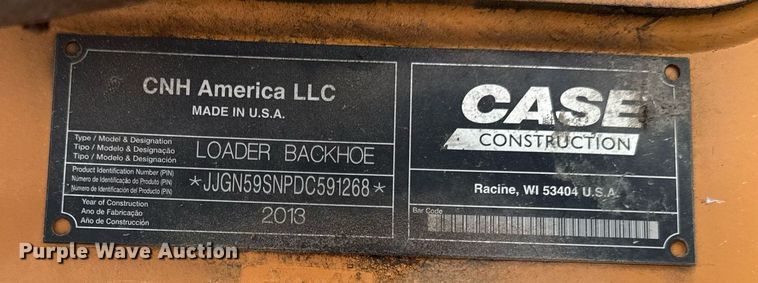 CNH America LLC
MADE IN U.S.A.
Type / Model & Designation
Tipo / Modelo & Designação
Tipo / Modelo & Designación
LOADER BACKHOE
Product Identification Number (PIN)
Número de Identificação do Produto (PIN)
Número de Identificación del Producto (PIN)
*JJGN59SNPDC591268*
Year of Construction
Ano de Fabricação
Año de Construcción
2013
CASE
CONSTRUCTION
Racine, WI 53404 U.S.A.
Bar Code
Purple Wave Auction